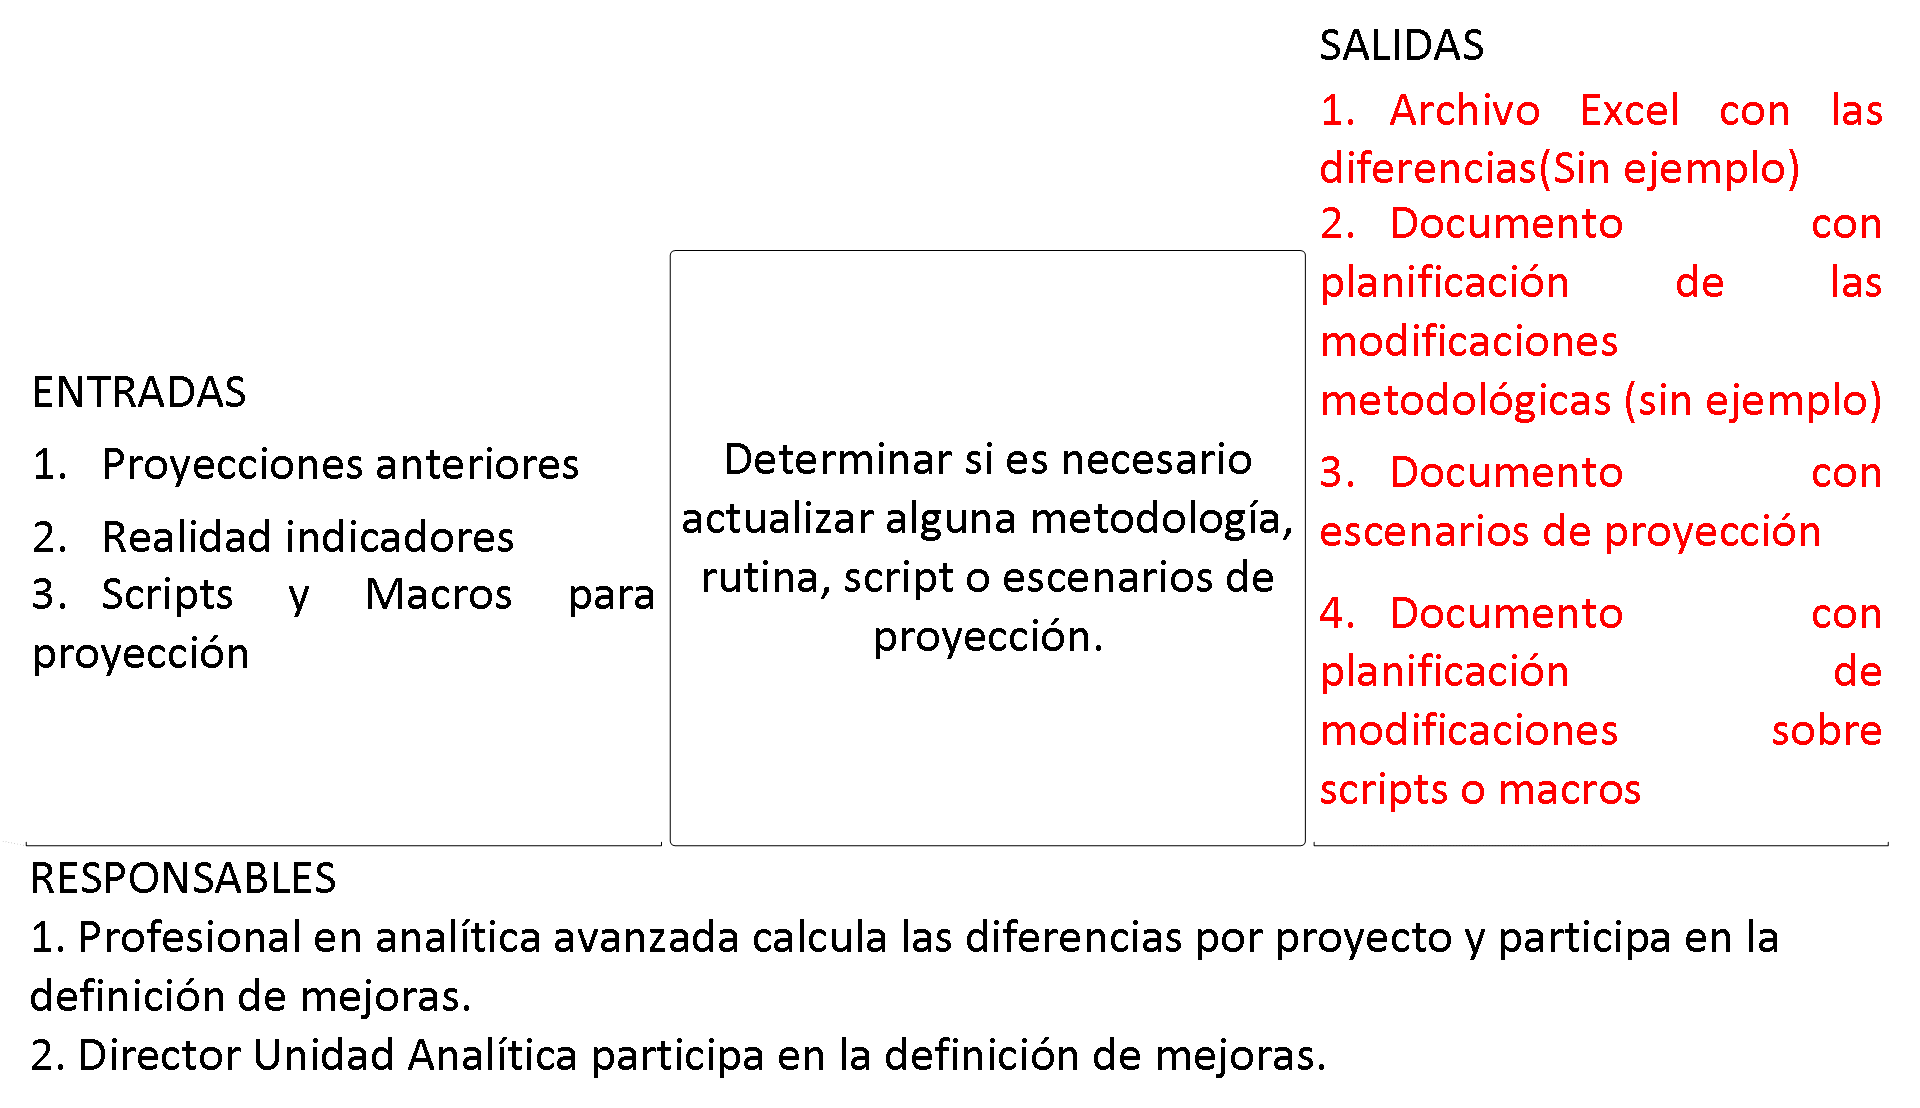 ENTRADAS
1. Proyecciones anteriores
2. Realidad indicadores
3. Scripts y Macros para
proyección
Determinar si es necesario
actualizar alguna metodología,
rutina, script o escenarios de
proyección.
SALIDAS
1. Archivo Excel con las
diferencias(Sin ejemplo)
2. Documento con
planificación de las
modificaciones
metodológicas (sin ejemplo)
3. Documento con
escenarios de proyección
4. Documento con
planificación de
modificaciones sobre
scripts o macros
RESPONSABLES
1. Profesional en analítica avanzada calcula las diferencias por proyecto y participa en la
definición de mejoras.
2. Director Unidad Analítica participa en la definición de mejoras.